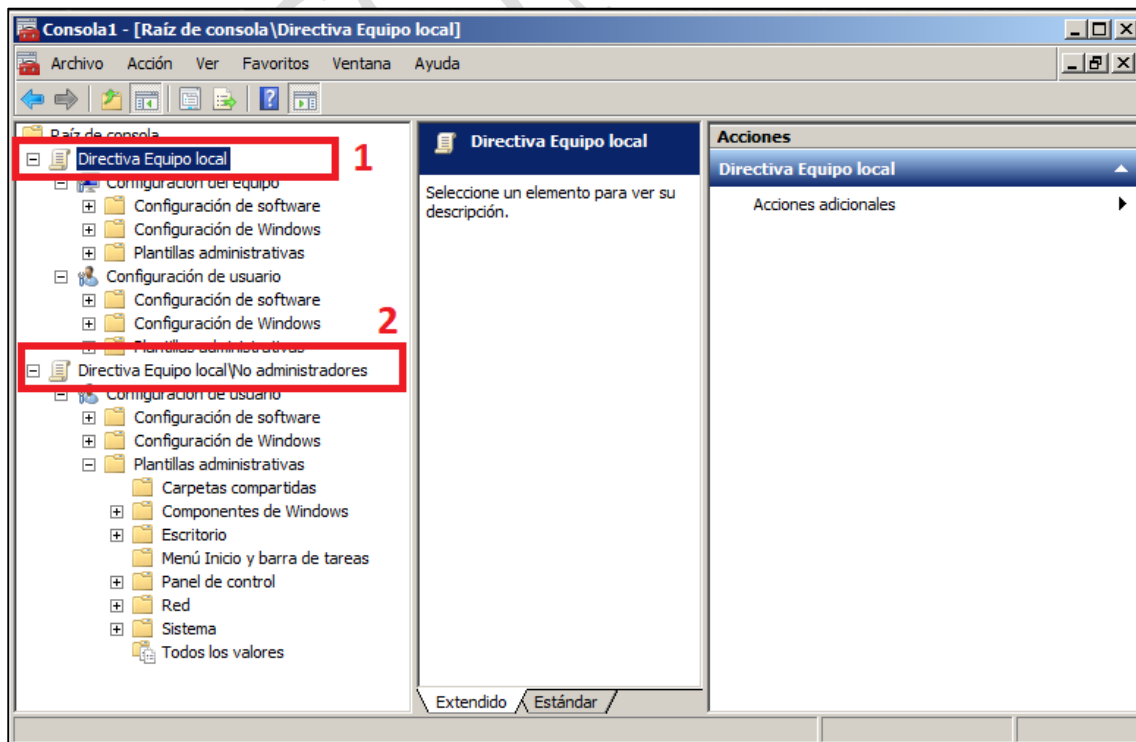 Consola1 - [Raíz de consola\Directiva Equipo local]
Archivo Acción Ver Favoritos Ventana Ayuda
Raíz de consola
Directiva Equipo local
1
Configuración del equipo
Configuración de software
Configuración de Windows
Plantillas administrativas
Configuración de usuario
Configuración de software
Configuración de Windows
2
Plantillas administrativas
Directiva Equipo local\No administradores
Configuración de usuario
Configuración de software
Configuración de Windows
Plantillas administrativas
Carpetas compartidas
Componentes de Windows
Escritorio
Menú Inicio y barra de tareas
Panel de control
Red
Sistema
Todos los valores
Directiva Equipo local
Seleccione un elemento para ver su
descripción.
Extendido Estándar
Acciones
Directiva Equipo local
Acciones adicionales